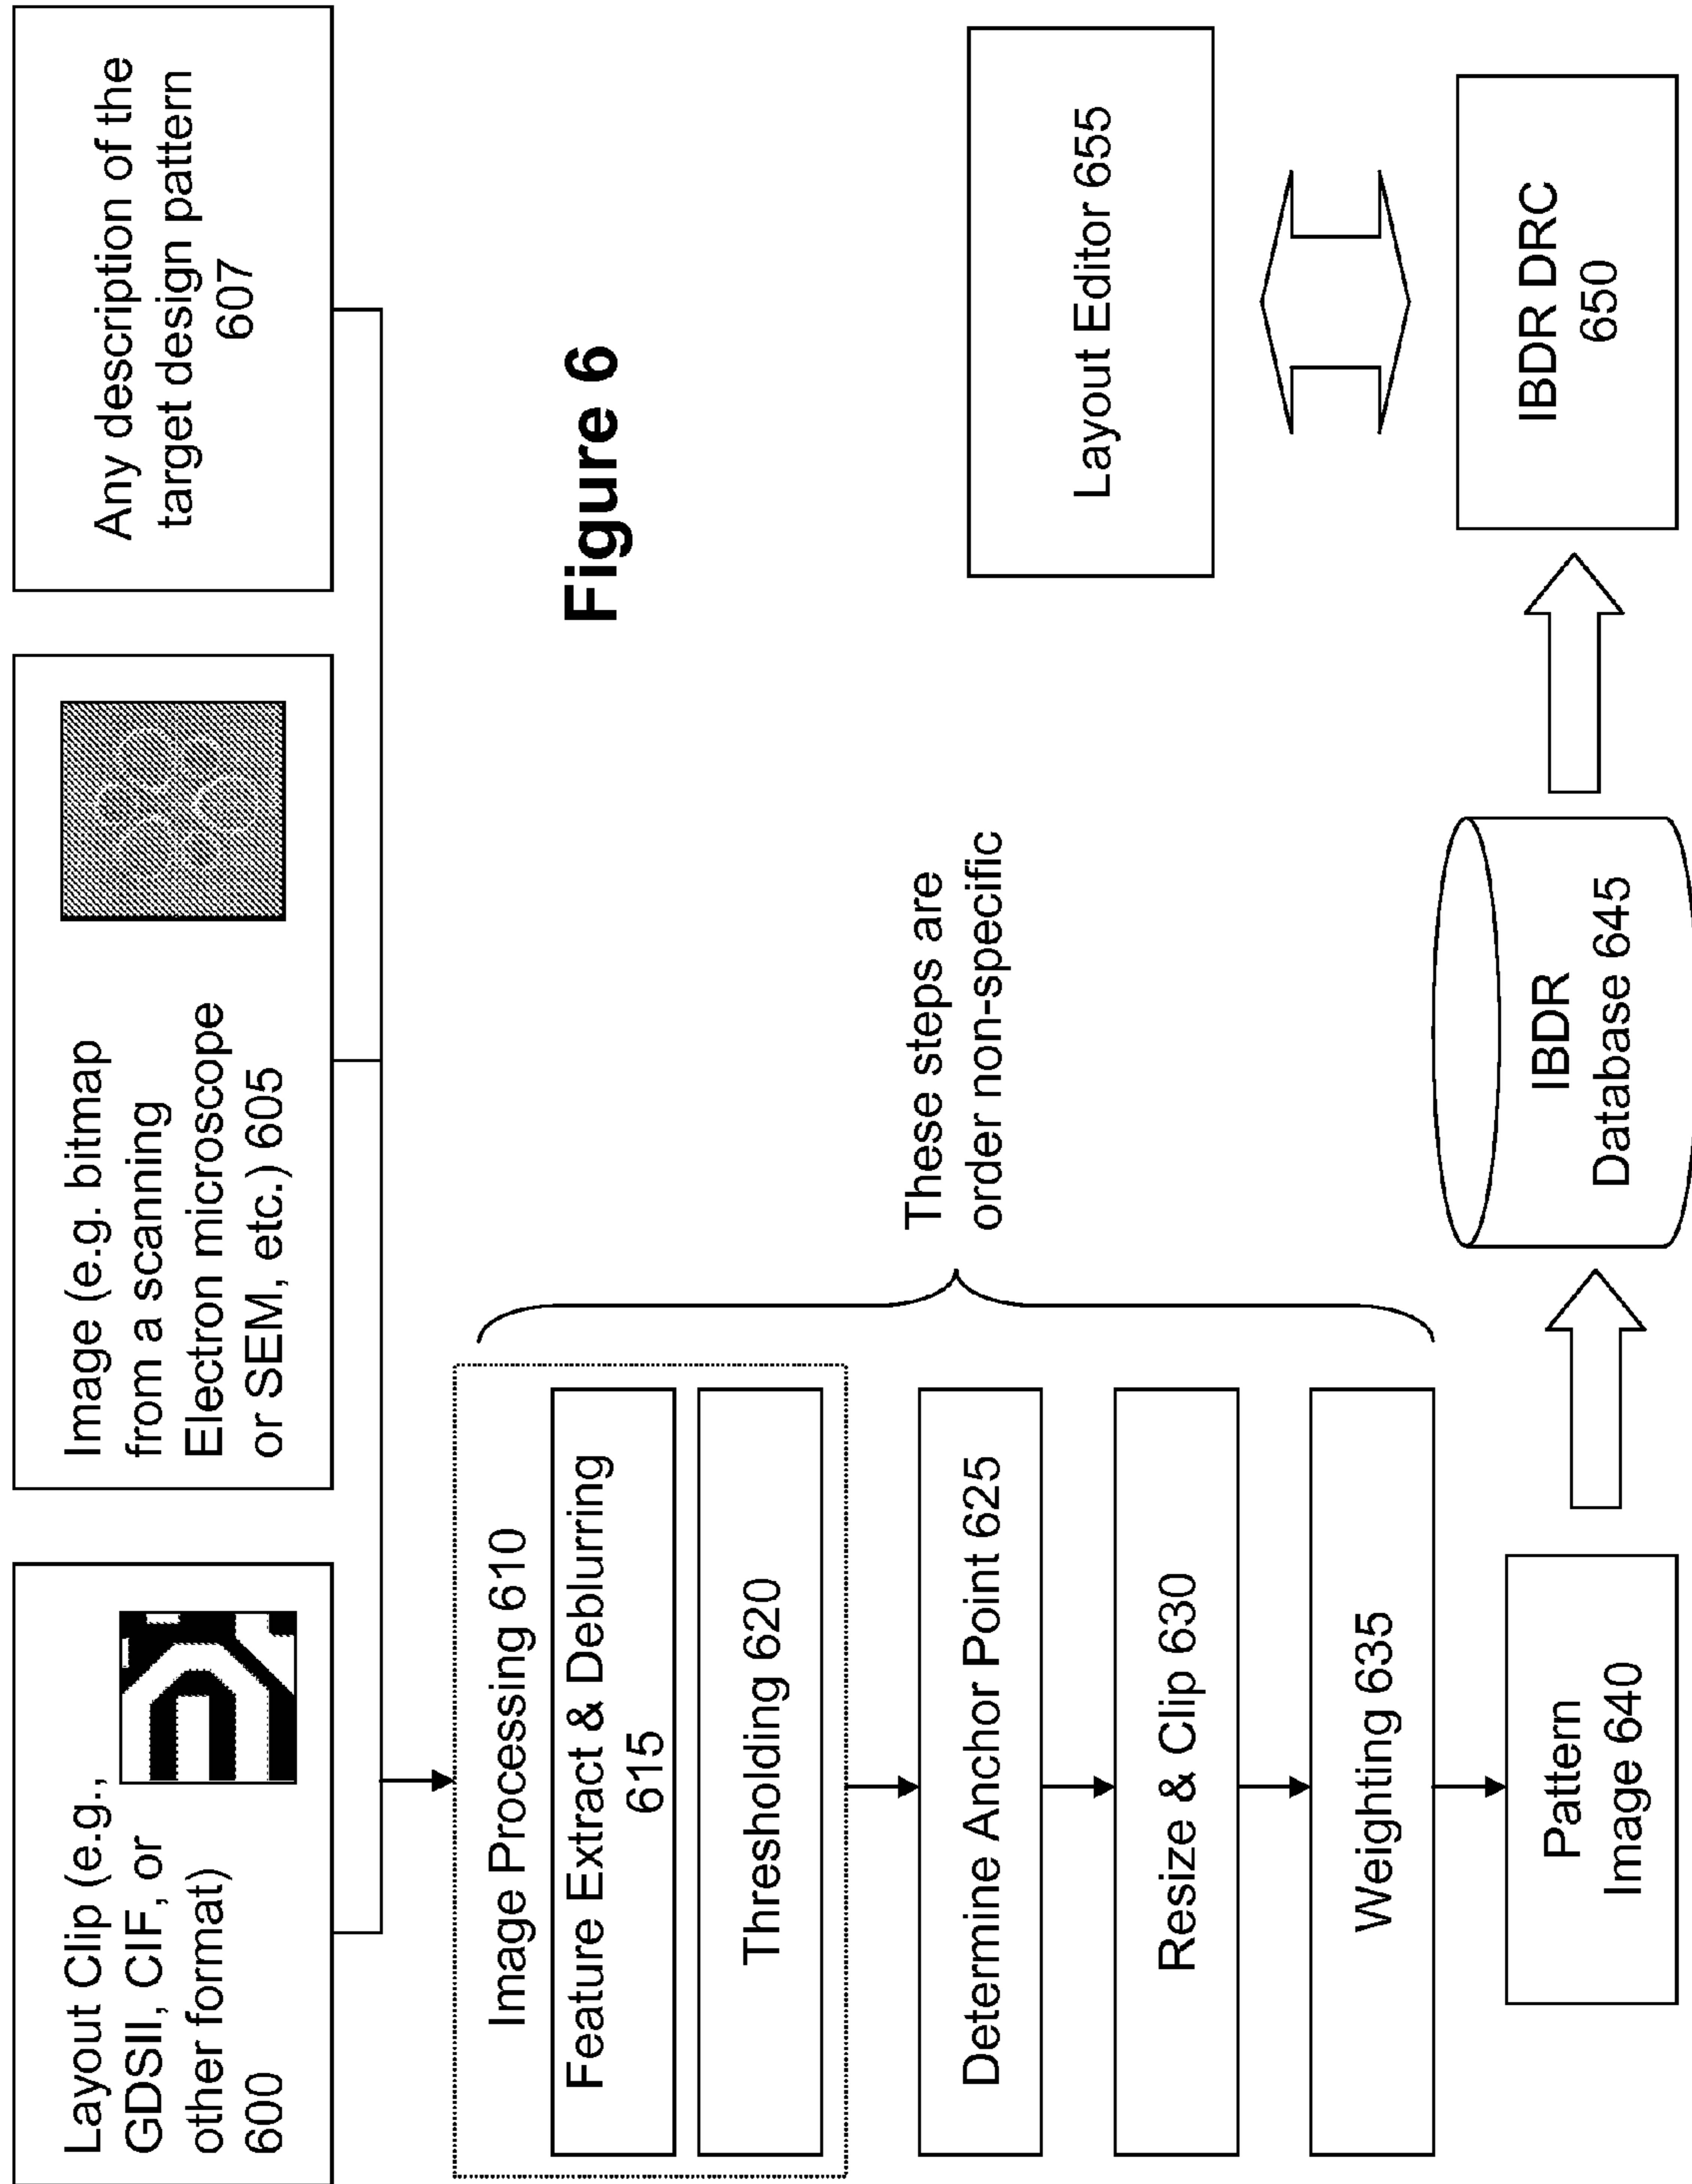 Layout Clip (e.g.,
GDSII, CIF, or
other format)
600
Image (e.g. bitmap
from a scanning
Electron microscope
or SEM, etc.) 605
Any description of the
target design pattern
607
Image Processing 610
Feature Extract & Deblurring
615
Thresholding 620
Determine Anchor Point 625
Resize & Clip 630
Weighting 635
These steps are
order non-specific
Figure 6
Pattern
Image 640
IBDR
Database 645
IBDR DRC
650
Layout Editor 655